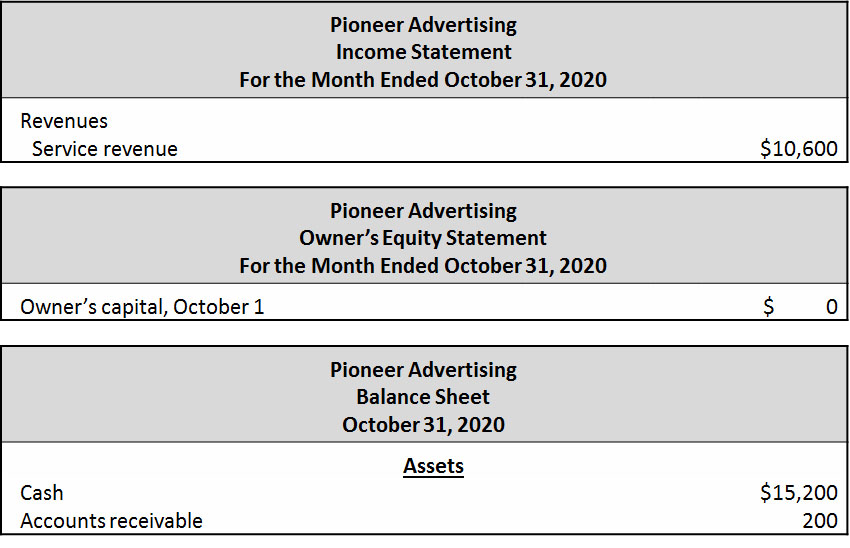 Pioneer Advertising
Income Statement
For the Month Ended October 31, 2020
Revenues
Service revenue $10,600
Pioneer Advertising
Owner’s Equity Statement
For the Month Ended October 31, 2020
Owner’s capital, October 1 $ 0
Pioneer Advertising
Balance Sheet
October 31, 2020
Assets
Cash $15,200
Accounts receivable 200